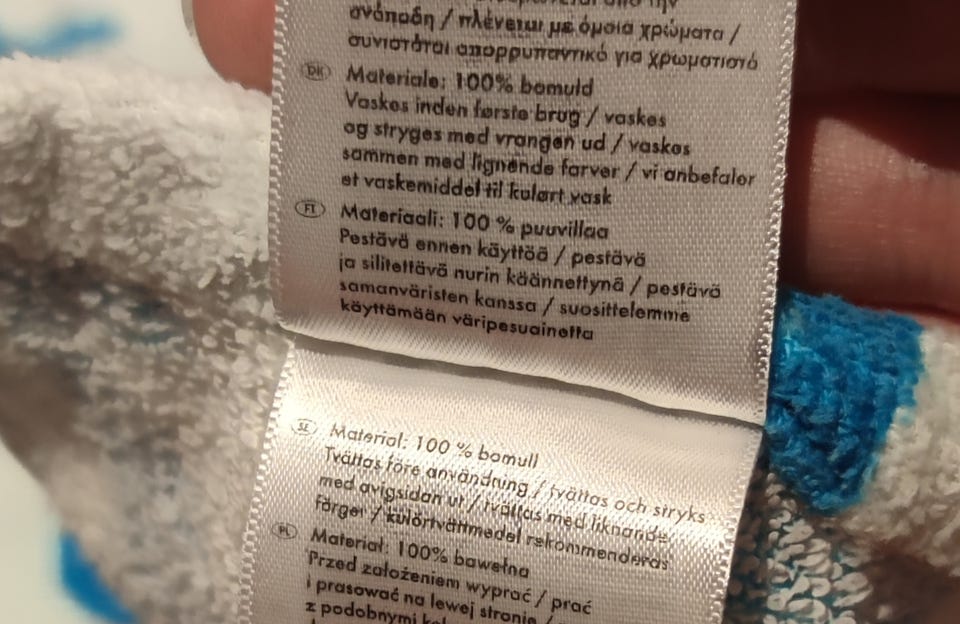 ανάποδη / πλένεται με όμοια χρώματα /
συνιστάται απορρυπαντικό για χρωματιστά
DK Materiale: 100% bomuld
Vaskes inden første brug / vaskes
og stryges med vrangen ud / vaskes
sammen med lignende farver / vi anbefaler
et vaskemiddel til kulørt vask
FI Materiaali: 100 % puuvillaa
Pestävä ennen käyttöä / pestävä
ja silitettävä nurin käännettynä / pestävä
samanväristen kanssa / suosittelemme
käyttämään väripesuainetta
SE Material: 100 % bomull
Tvättas före användning / tvättas och stryks
med avigsidan ut / tvättas med liknande
färger / kulörtvättmedel rekommenderas
PL Materiał: 100% bawełna
Przed założeniem wyprać / prać
i prasować na lewej stronie /
z podobnymi